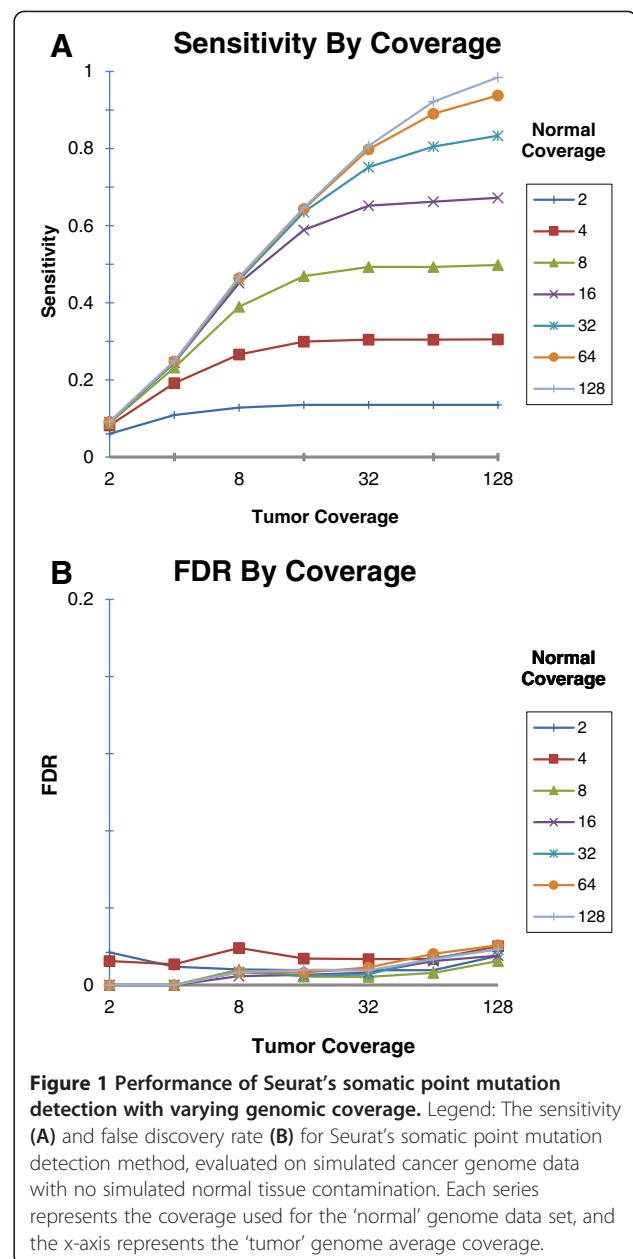 A
Sensitivity By Coverage
1
0.8
0.6
0.4
0.2
0
Sensitivity
2
8
32
128
Tumor Coverage
Normal
Coverage
2
4
8
16
32
64
128
B
FDR By Coverage
0.2
0
FDR
2
8
32
128
Tumor Coverage
Normal
Coverage
2
4
8
16
32
64
128
Figure 1 Performance of Seurat's somatic point mutation
detection with varying genomic coverage. Legend: The sensitivity
(A) and false discovery rate (B) for Seurat's somatic point mutation
detection method, evaluated on simulated cancer genome data
with no simulated normal tissue contamination. Each series
represents the coverage used for the 'normal' genome data set, and
the x-axis represents the 'tumor' genome average coverage.